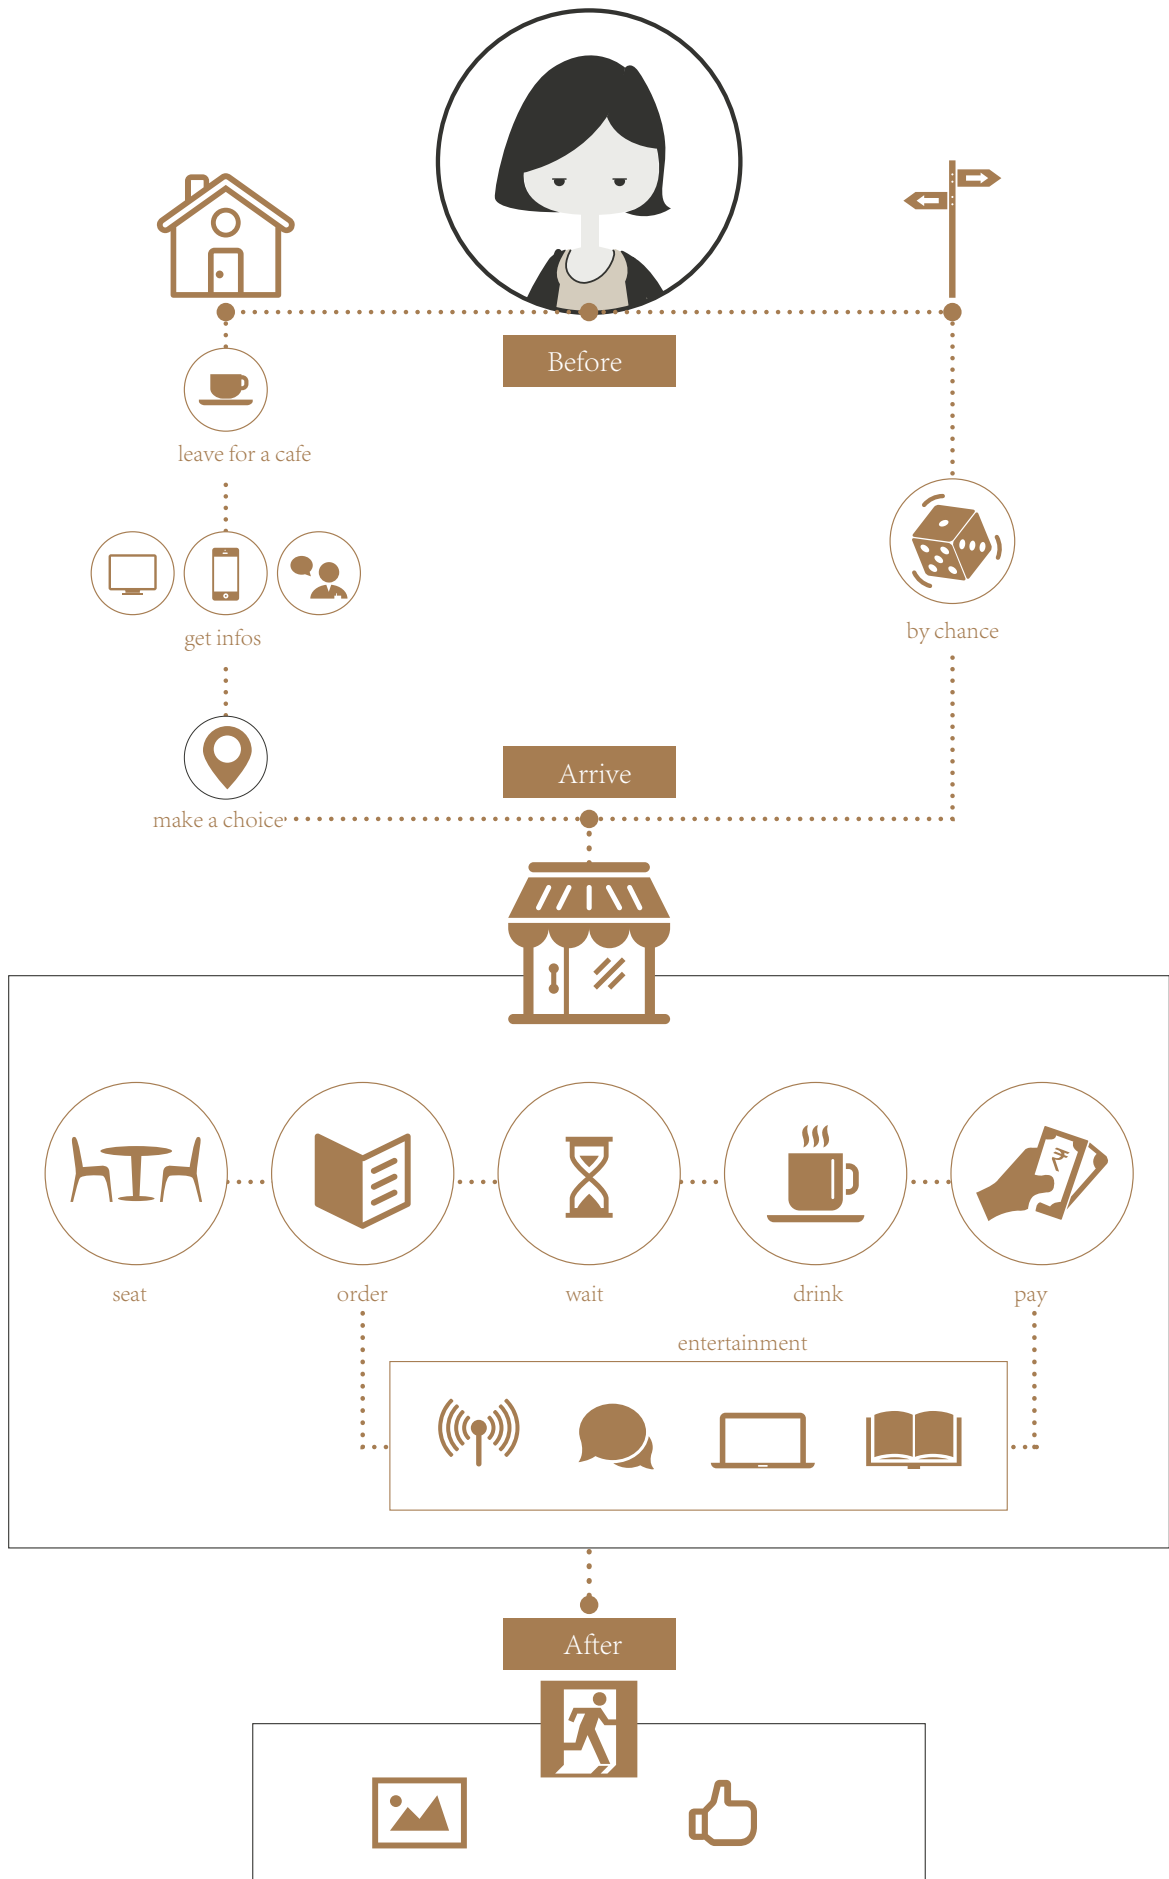 Before
leave for a cafe
get infos
by chance
Arrive
make a choice
₹
seat
order
wait
drink
pay
entertainment
After